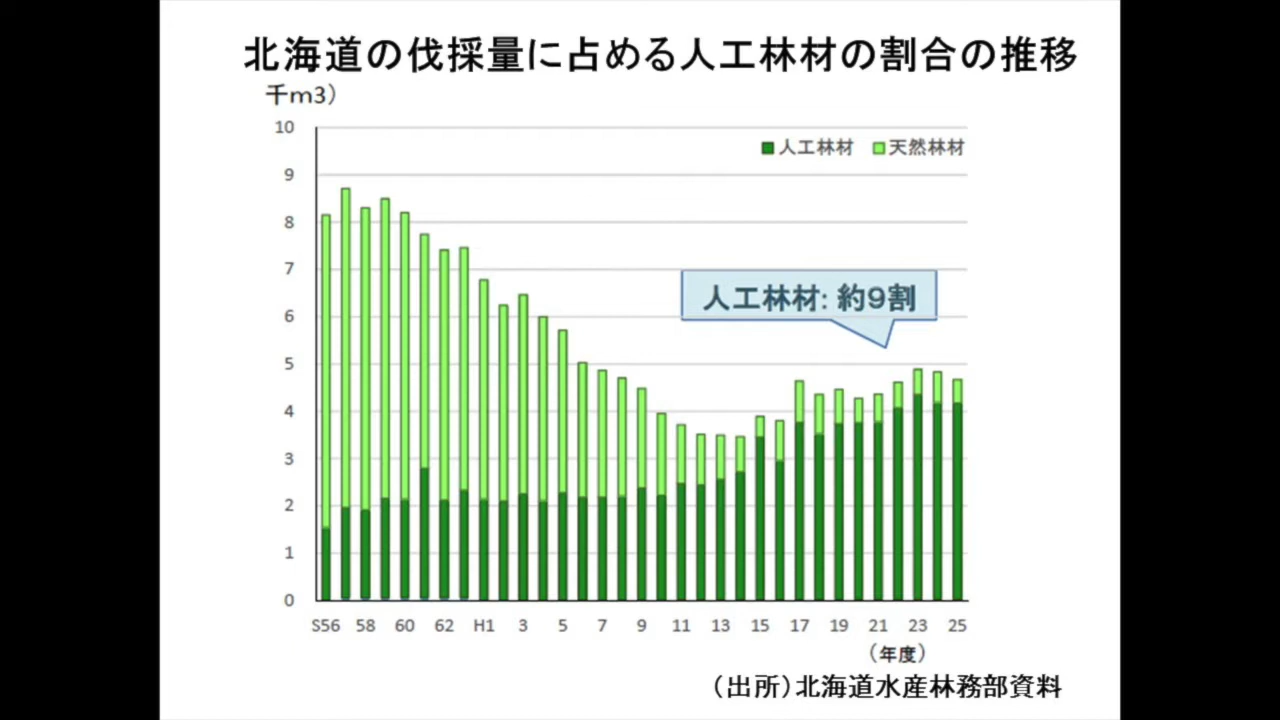 北海道の伐採量に占める人工林材の割合の推移
千m3）
人工林材 天然林材
10
9
8
7
6
5
4
3
2
1
0
人工林材: 約9割
S56 58 60 62 H1 3 5 7 9 11 13 15 17 19 21 23 25
（年度）
（出所）北海道水産林務部資料